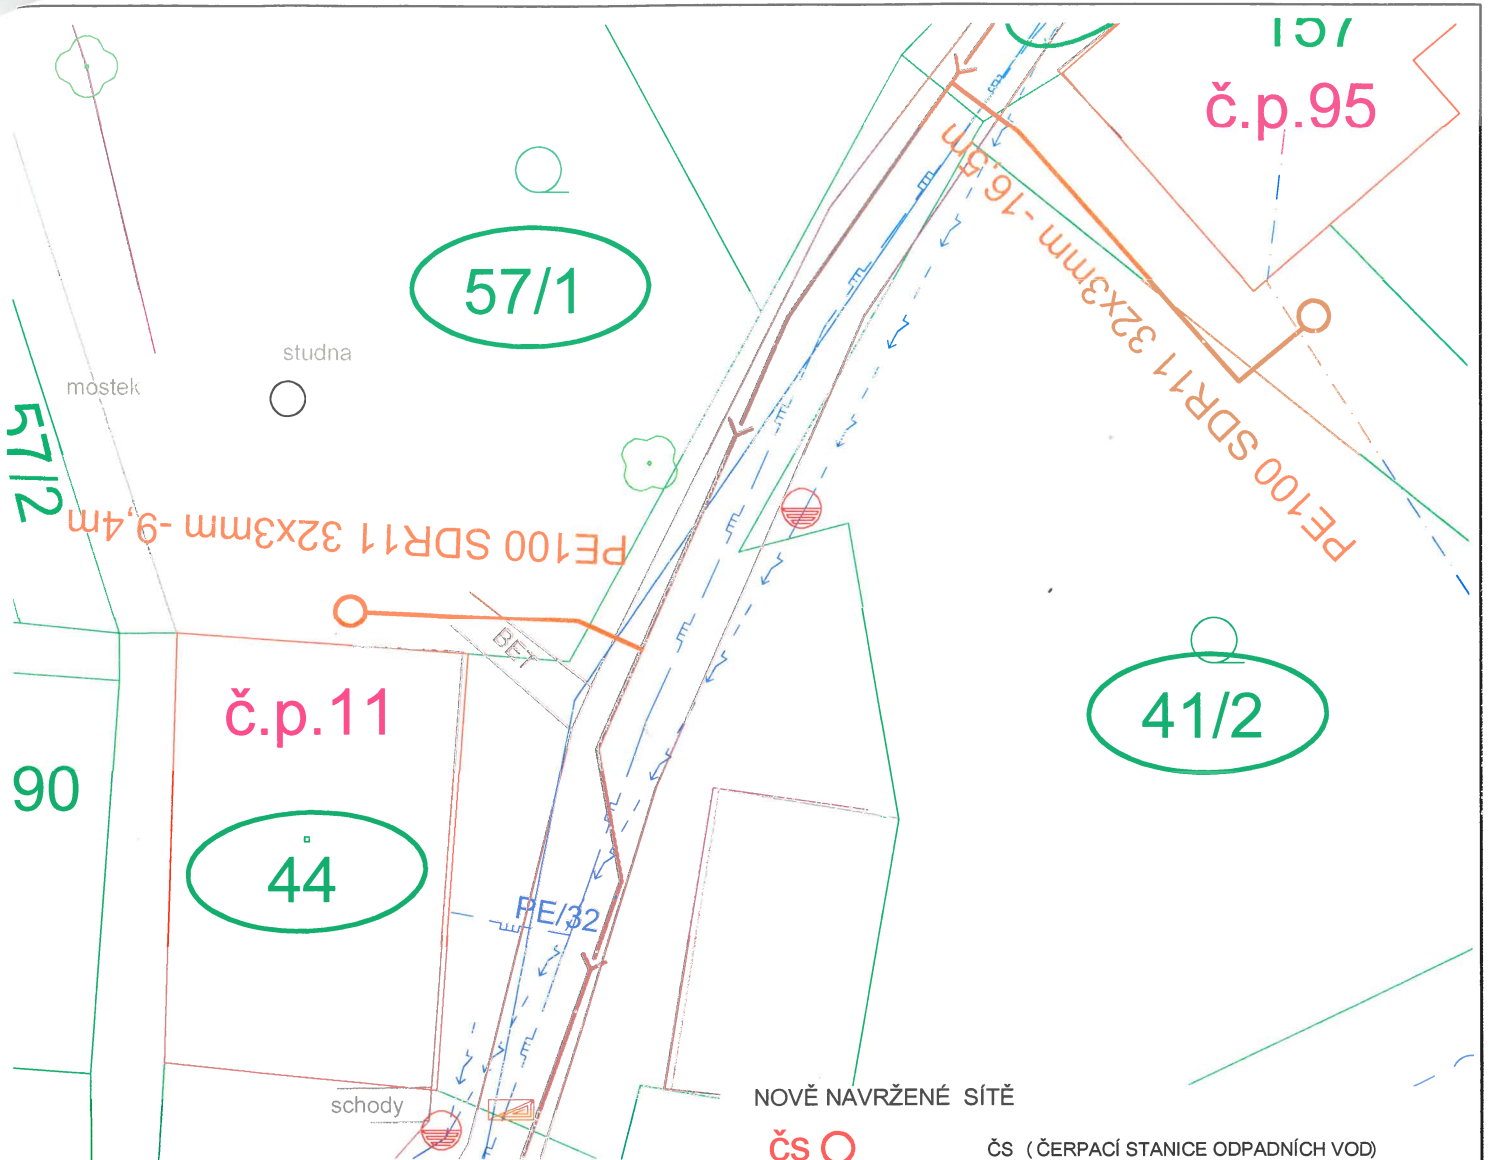 157
č.p.95
16,5m
PE100 SDR11 32x3mm -
57/1
studna
mostek
57/2
PE100 SDR11 32x3mm - 9,4m
BET
č.p.11
41/2
90
44
PE/32
schody
NOVĚ NAVRŽENÉ SÍTĚ
ČS
ČS ( ČERPACÍ STANICE ODPADNÍCH VOD)